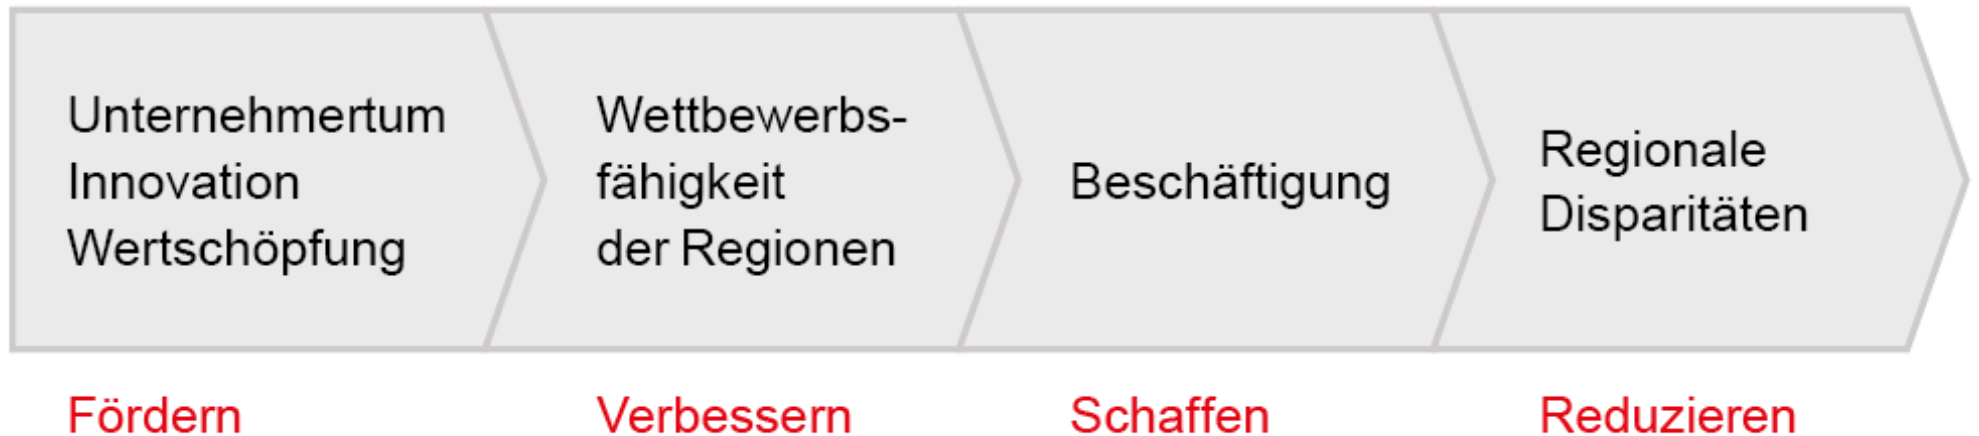 Unternehmertum
Innovation
Wertschöpfung
Wettbewerbs-
fähigkeit
der Regionen
Beschäftigung
Regionale
Disparitäten
Fördern
Verbessern
Schaffen
Reduzieren